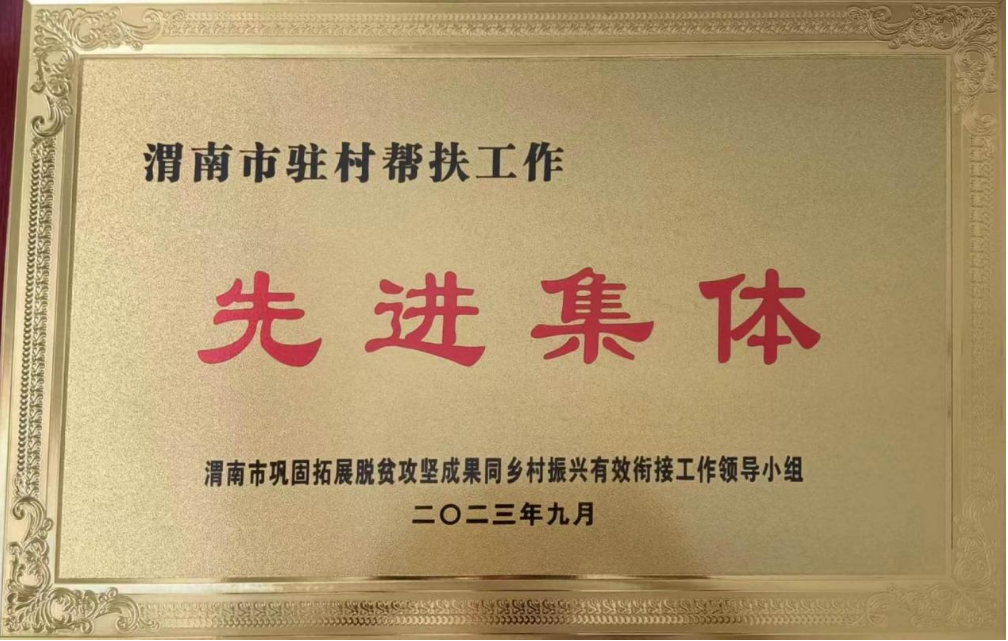 渭南市驻村帮扶工作
先进集体
渭南市巩固拓展脱贫攻坚成果同乡村振兴有效衔接工作领导小组
二〇二三年九月